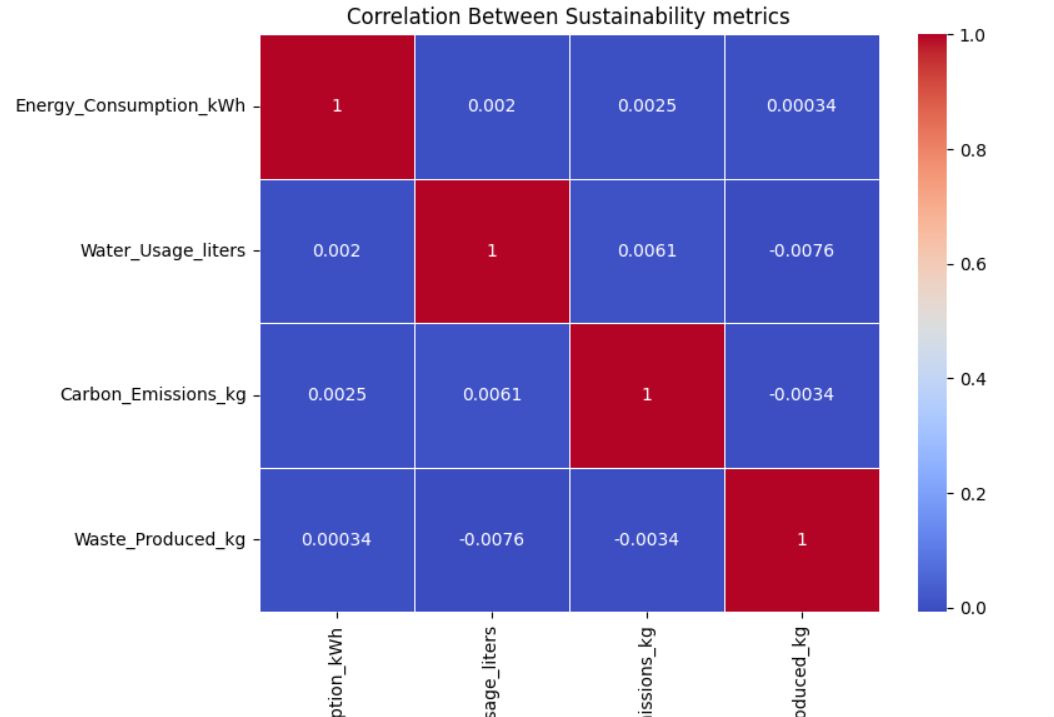 Correlation Between Sustainability metrics
Energy_Consumption_kWh 1 0.002 0.0025 0.00034
Water_Usage_liters 0.002 1 0.0061 -0.0076
Carbon_Emissions_kg 0.0025 0.0061 1 -0.0034
Waste_Produced_kg 0.00034 -0.0076 -0.0034 1
ption_kWh
sage_liters
issions_kg
oduced_kg
1.0
0.8
0.6
0.4
0.2
0.0